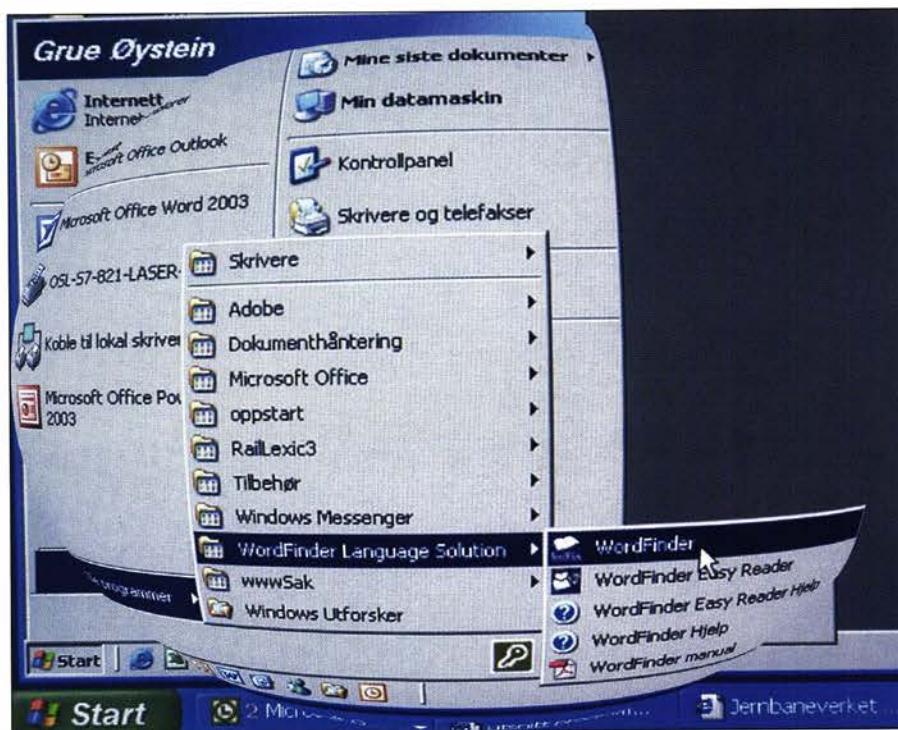 Grue Øystein
Internett
E-
Microsoft Office Outlook
Microsoft Office Word 2003
OSL-57-821-LASER-
Koble til lokal skriver
Microsoft Office Pow
2003
programmer
Mine siste dokumenter
Min datamaskin
Kontrollpanel
Skrivere og telefakser
Skrivere
Adobe
Dokumenthåntering
Microsoft Office
oppstart
RailLexic3
Tilbehør
Windows Messenger
WordFinder Language Solution
wwwSak
Windows Utforsker
WordFinder
WordFinder Easy Reader
WordFinder Easy Reader Hjelp
WordFinder Hjelp
WordFinder manual
Start
Start
2
Jernbaneverket ...